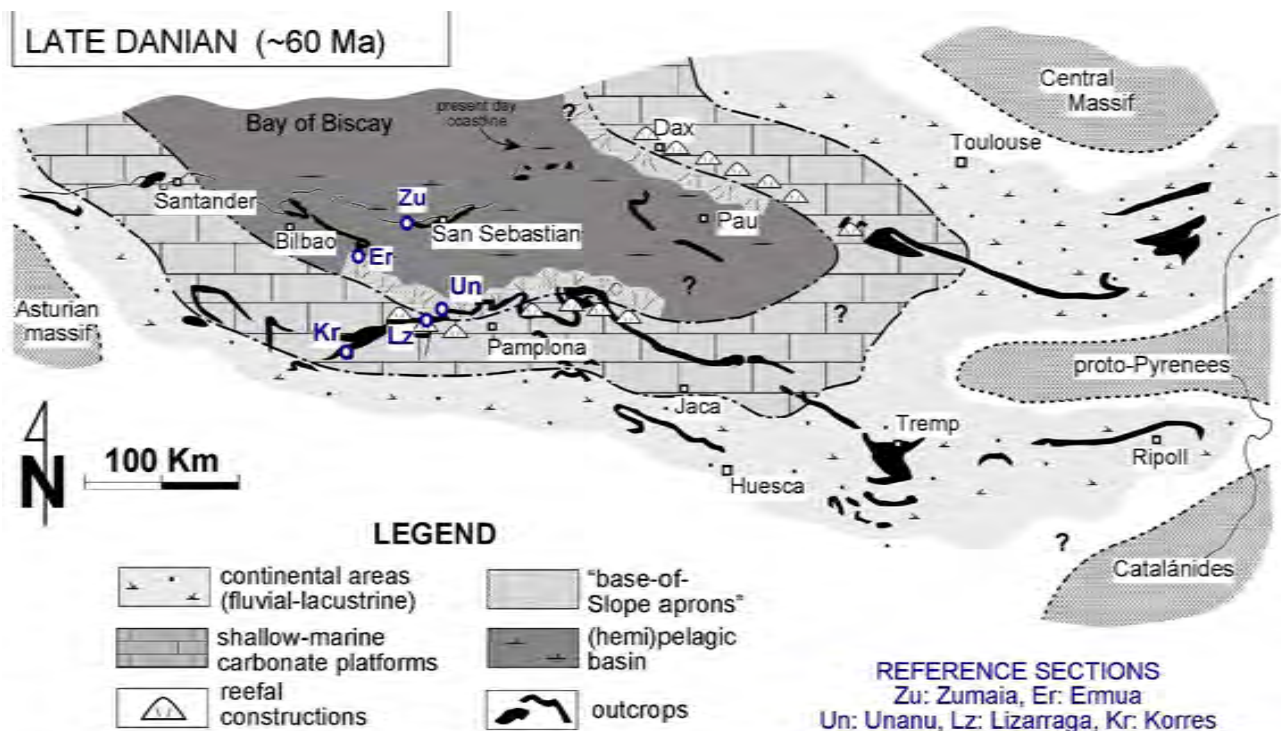 LATE DANIAN (~60 Ma)
Central
Massif
Bay of Biscay
present day
coastline
?
Dax
Toulouse
Santander
Zu
San Sebastian
Pau
Bilbao
Er
Un
?
Asturian
massif
Kr
Lz
Pamplona
?
proto-Pyrenees
Jaca
Tremp
N
100 Km
Huesca
Ripoll
?
Catalánides
LEGEND
continental areas
(fluvial-lacustrine)
"base-of-
Slope aprons"
shallow-marine
carbonate platforms
(hemi)pelagic
basin
reefal
constructions
outcrops
REFERENCE SECTIONS
Zu: Zumaia, Er: Ermua
Un: Unanu, Lz: Lizarraga, Kr: Korres